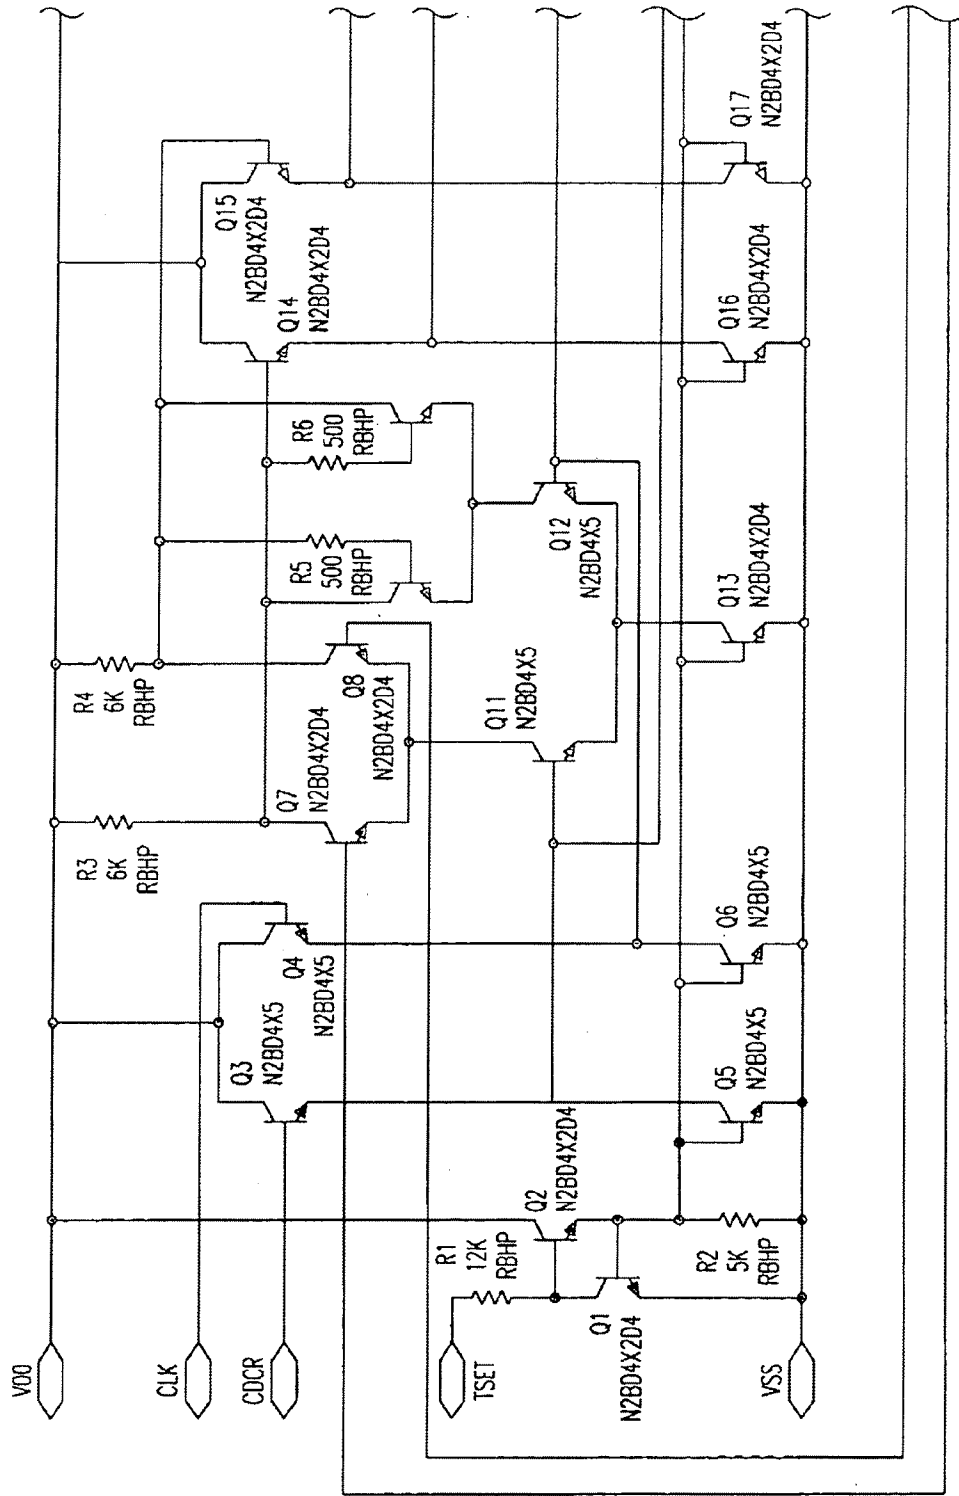 VOO
CLK
CDCR
TSET
VSS
Q1
N2BD4X2D4
R1
12K
RBHP
Q2
N2BD4X2D4
R2
5K
RBHP
Q3
N2BD4X5
Q4
N2BD4X5
Q5
N2BD4X5
Q6
N2BD4X5
R3
6K
RBHP
R4
6K
RBHP
Q7
N2BD4X2D4
Q8
N2BD4X2D4
R5
500
RBHP
R6
500
RBHP
Q11
N2BD4X5
Q12
N2BD4X5
Q13
N2BD4X2D4
Q14
N2BD4X2D4
Q15
N2BD4X2D4
Q16
N2BD4X2D4
Q17
N2BD4X2D4